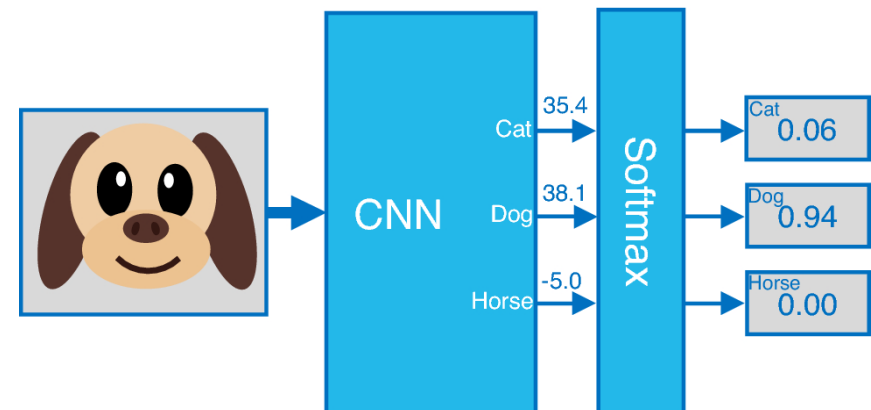 CNN
Cat
35.4
Dog
38.1
Horse
-5.0
Softmax
Cat
0.06
Dog
0.94
Horse
0.00